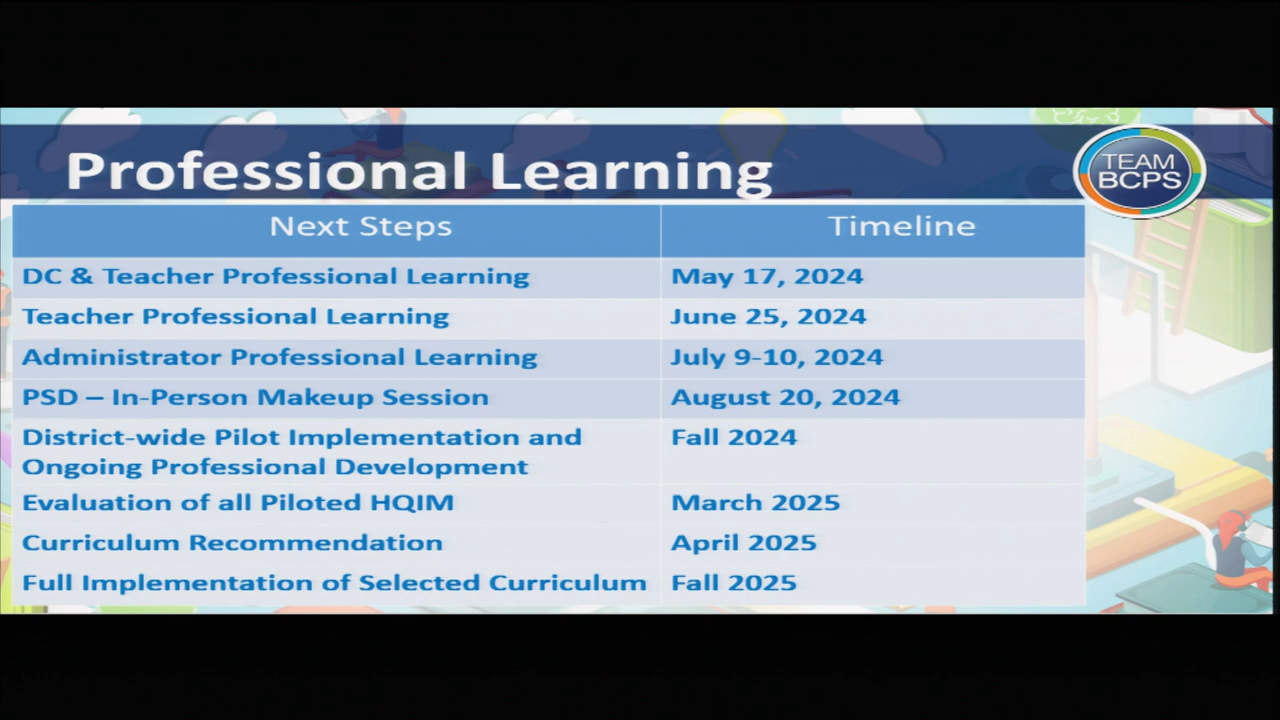 Professional Learning
TEAM
BCPS
Next Steps
Timeline
DC & Teacher Professional Learning
May 17, 2024
Teacher Professional Learning
June 25, 2024
Administrator Professional Learning
July 9-10, 2024
PSD – In-Person Makeup Session
August 20, 2024
District-wide Pilot Implementation and
Ongoing Professional Development
Fall 2024
Evaluation of all Piloted HQIM
March 2025
Curriculum Recommendation
April 2025
Full Implementation of Selected Curriculum
Fall 2025